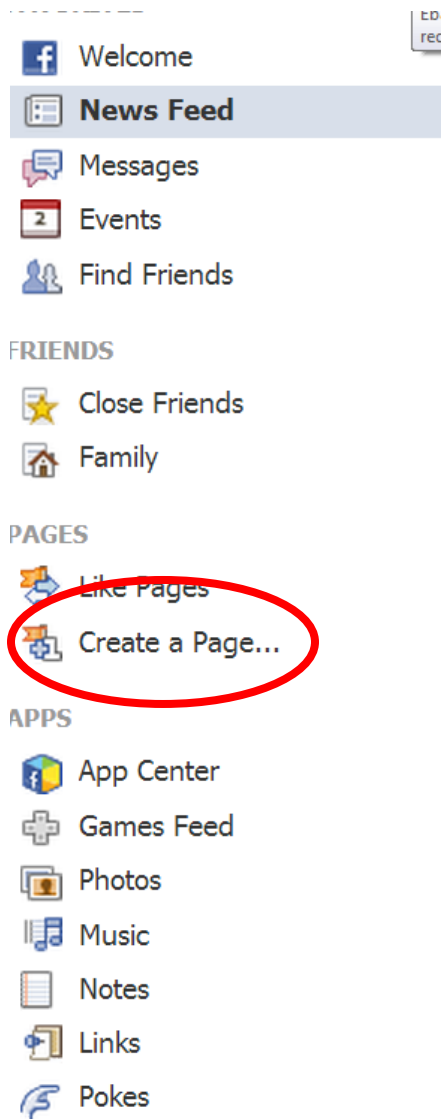 Welcome
News Feed
Messages
2
Events
Find Friends
FRIENDS
Close Friends
Family
PAGES
Like Pages
Create a Page...
APPS
App Center
Games Feed
Photos
Music
Notes
Links
Pokes